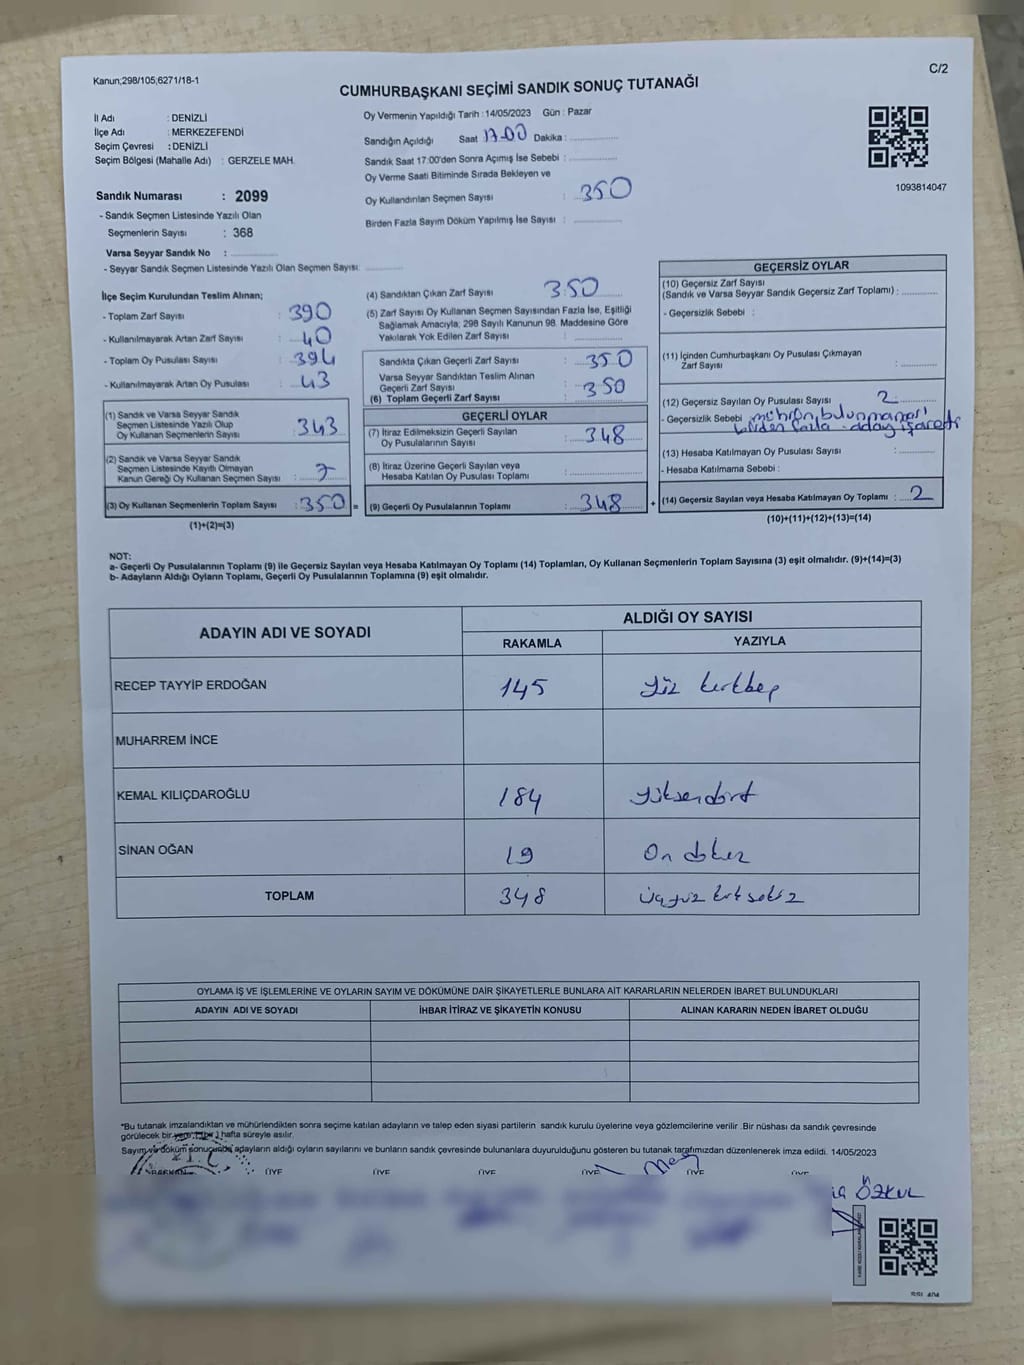 Kanun;298/105;6271/18-1
C/2
CUMHURBAŞKANI SEÇİMİ SANDIK SONUÇ TUTANAĞI
İl Adı : DENİZLİ
İlçe Adı : MERKEZEFENDİ
Seçim Çevresi : DENİZLİ
Seçim Bölgesi (Mahalle Adı) : GERZELE MAH.
Sandık Numarası : 2099
- Sandık Seçmen Listesinde Yazılı Olan
Seçmenlerin Sayısı : 368
Varsa Seyyar Sandık No :
- Seyyar Sandık Seçmen Listesinde Yazılı Olan Seçmen Sayısı:
Oy Vermenin Yapıldığı Tarih :14/05/2023 Gün : Pazar
Sandığın Açıldığı Saat 17.00 Dakika :
Sandık Saat 17:00'den Sonra Açımış İse Sebebi :
Oy Verme Saati Bitiminde Sırada Bekleyen ve
Oy Kullandırılan Seçmen Sayısı : 350
Birden Fazla Sayım Döküm Yapılmış İse Sayısı :
1093814047
İlçe Seçim Kurulundan Teslim Alınan;
- Toplam Zarf Sayısı : 390
- Kullanılmayarak Artan Zarf Sayısı : 40
- Toplam Oy Pusulası Sayısı : 394
- Kullanılmayarak Artan Oy Pusulası : 43
(1) Sandık ve Varsa Seyyar Sandık
Seçmen Listesinde Yazılı Olup
Oy Kullanan Seçmenlerin Sayısı : 343
(2) Sandık ve Varsa Seyyar Sandık
Seçmen Listesinde Kayıtlı Olmayan
Kanun Gereği Oy Kullanan Seçmen Sayısı : 7
(3) Oy Kullanan Seçmenlerin Toplam Sayısı : 350 =
(1)+(2)=(3)
(4) Sandıktan Çıkan Zarf Sayısı 350
(5) Zarf Sayısı Oy Kullanan Seçmen Sayısından Fazla İse, Eşitliği
Sağlamak Amacıyla; 298 Sayılı Kanunun 98. Maddesine Göre
Yakılarak Yok Edilen Zarf Sayısı :
Sandıkta Çıkan Geçerli Zarf Sayısı : 350
Varsa Seyyar Sandıktan Teslim Alınan
Geçerli Zarf Sayısı :
(6) Toplam Geçerli Zarf Sayısı : 350
GEÇERLİ OYLAR
(7) İtiraz Edilmeksizin Geçerli Sayılan
Oy Pusulalarının Sayısı : 348
(8) İtiraz Üzerine Geçerli Sayılan veya
Hesaba Katılan Oy Pusulası Toplamı :
(9) Geçerli Oy Pusulalarının Toplamı : 348 +
GEÇERSİZ OYLAR
(10) Geçersiz Zarf Sayısı
(Sandık ve Varsa Seyyar Sandık Geçersiz Zarf Toplamı) :
- Geçersizlik Sebebi :
(11) İçinden Cumhurbaşkanı Oy Pusulası Çıkmayan
Zarf Sayısı :
(12) Geçersiz Sayılan Oy Pusulası Sayısı : 2
- Geçersizlik Sebebi mührün bulunmaması
birden fazla aday işareti
(13) Hesaba Katılmayan Oy Pusulası Sayısı :
- Hesaba Katılmama Sebebi :
(14) Geçersiz Sayılan veya Hesaba Katılmayan Oy Toplamı : 2
(10)+(11)+(12)+(13)=(14)
NOT:
a- Geçerli Oy Pusulalarının Toplamı (9) ile Geçersiz Sayılan veya Hesaba Katılmayan Oy Toplamı (14) Toplamları, Oy Kullanan Seçmenlerin Toplam Sayısına (3) eşit olmalıdır. (9)+(14)=(3)
b- Adayların Aldığı Oyların Toplamı, Geçerli Oy Pusulalarının Toplamına (9) eşit olmalıdır.
ADAYIN ADI VE SOYADI
ALDIĞI OY SAYISI
RAKAMLA YAZIYLA
RECEP TAYYİP ERDOĞAN 145 Yüz kırkbeş
MUHARREM İNCE
KEMAL KILIÇDAROĞLU 184 yüksendört
SİNAN OĞAN 19 On dokuz
TOPLAM 348 Üçyüz kırk sekiz
OYLAMA İŞ VE İŞLEMLERİNE VE OYLARIN SAYIM VE DÖKÜMÜNE DAİR ŞİKAYETLERLE BUNLARA AİT KARARLARIN NELERDEN İBARET BULUNDUKLARI
ADAYIN ADI VE SOYADI İHBAR İTİRAZ VE ŞİKAYETİN KONUSU ALINAN KARARIN NEDEN İBARET OLDUĞU
*Bu tutanak imzalandıktan ve mühürlendikten sonra seçime katılan adayların ve talep eden siyasi partilerin sandık kurulu üyelerine veya gözlemcilerine verilir .Bir nüshası da sandık çevresinde
görülecek bir hafta süreyle asılır.
Sayım ve döküm sonucunda adayların aldığı oyların sayılarını ve bunların sandık çevresinde bulunanlara duyurulduğunu gösteren bu tutanak tarafımızdan düzenlenerek imza edildi. 14/05/2023
BAŞKAN ÜYE ÜYE ÜYE ÜYE ÜYE ÜYE
ÖZKUL